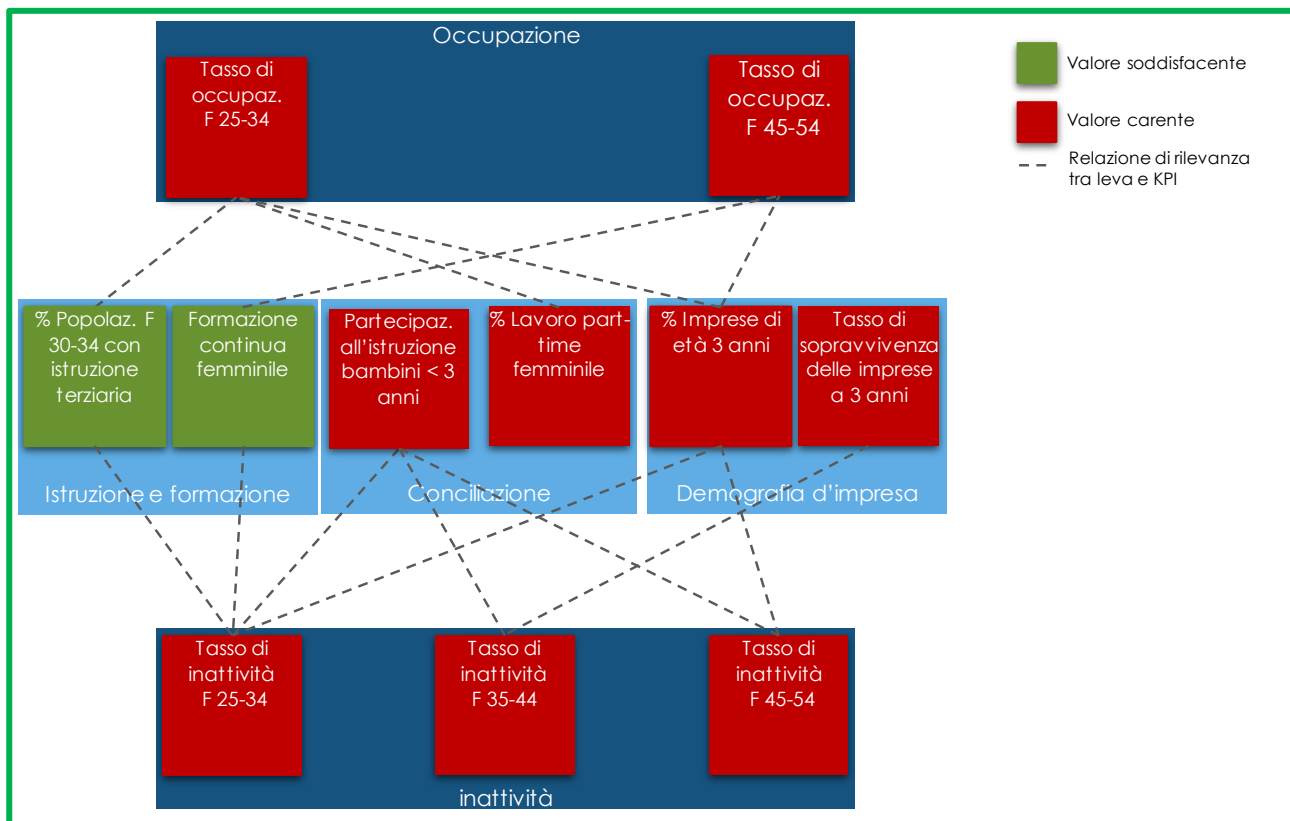 Occupazione
Tasso di
occupaz.
F 25-34
Tasso di
occupaz.
F 45-54
Valore soddisfacente
Valore carente
Relazione di rilevanza
tra leva e KPI
% Popolaz. F
30-34 con
istruzione
terziaria
Formazione
continua
femminile
Partecipaz.
all'istruzione
bambini < 3
anni
% Lavoro part-
time
femminile
% Imprese di
età 3 anni
Tasso di
sopravvivenza
delle imprese
a 3 anni
Istruzione e formazione
Conciliazione
Demografia d'impresa
Tasso di
inattività
F 25-34
Tasso di
inattività
F 35-44
Tasso di
inattività
F 45-54
inattività